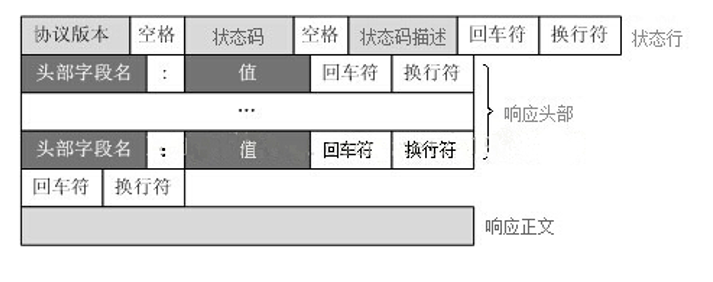 协议版本 空格 状态码 空格 状态码描述 回车符 换行符 状态行
头部字段名 : 值 回车符 换行符
...
响应头部
头部字段名 : 值 回车符 换行符
回车符 换行符
响应正文